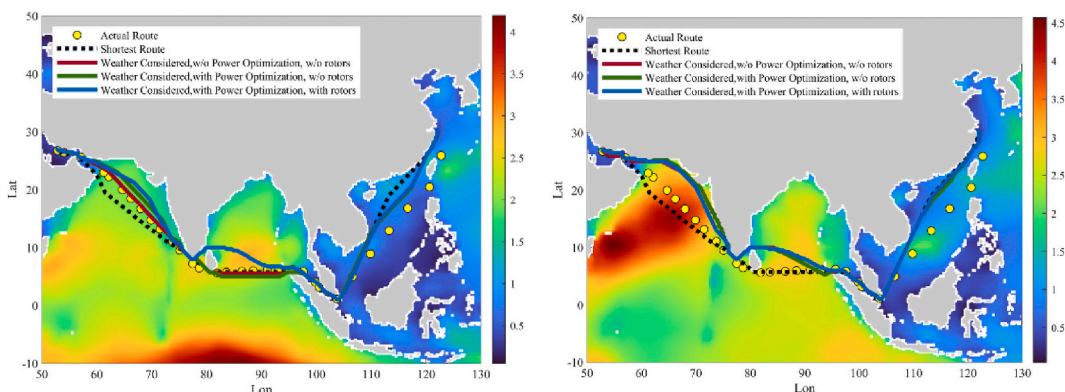 50
40
30
20
10
0
-10
Lat
Actual Route
Shortest Route
Weather Considered,w/o Power Optimization, w/o rotors
Weather Considered,with Power Optimization, w/o rotors
Weather Considered,with Power Optimization, with rotors
50 60 70 80 90 100 110 120 130
Lon
4
3.5
3
2.5
2
1.5
1
0.5
50
40
30
20
10
0
-10
Lat
Actual Route
Shortest Route
Weather Considered,w/o Power Optimization, w/o rotors
Weather Considered,with Power Optimization, w/o rotors
Weather Considered,with Power Optimization, with rotors
50 60 70 80 90 100 110 120 130
Lon
4.5
4
3.5
3
2.5
2
1.5
1
0.5